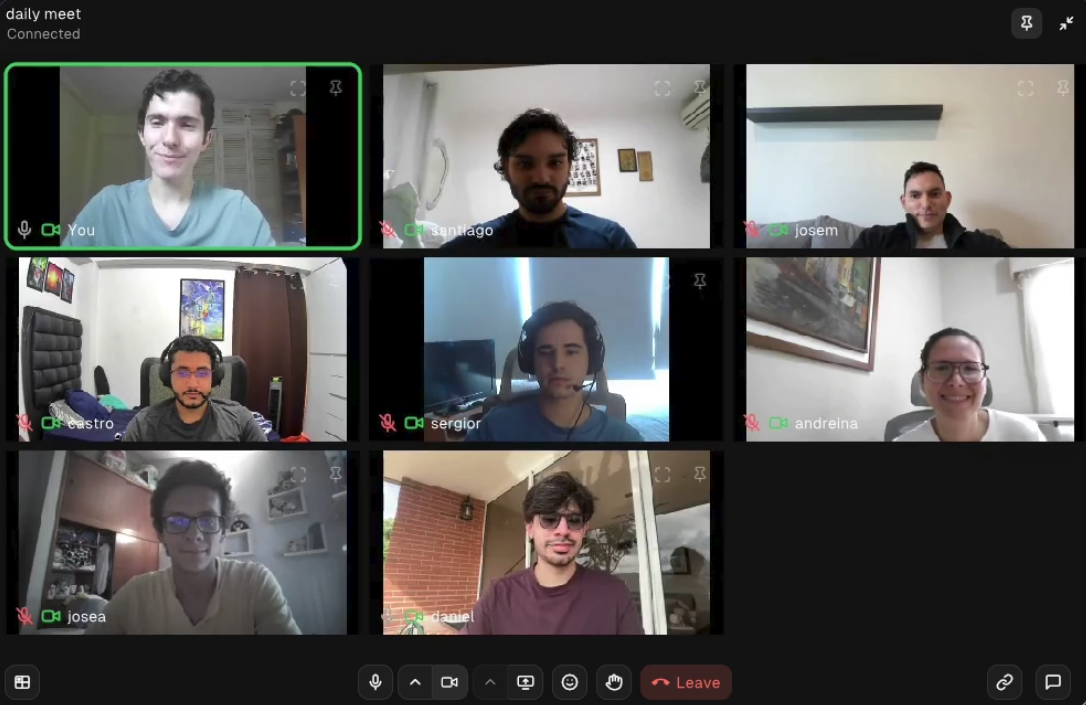 daily meet
Connected
You
santiago
josem
castro
sergior
andreina
josea
daniel
Leave